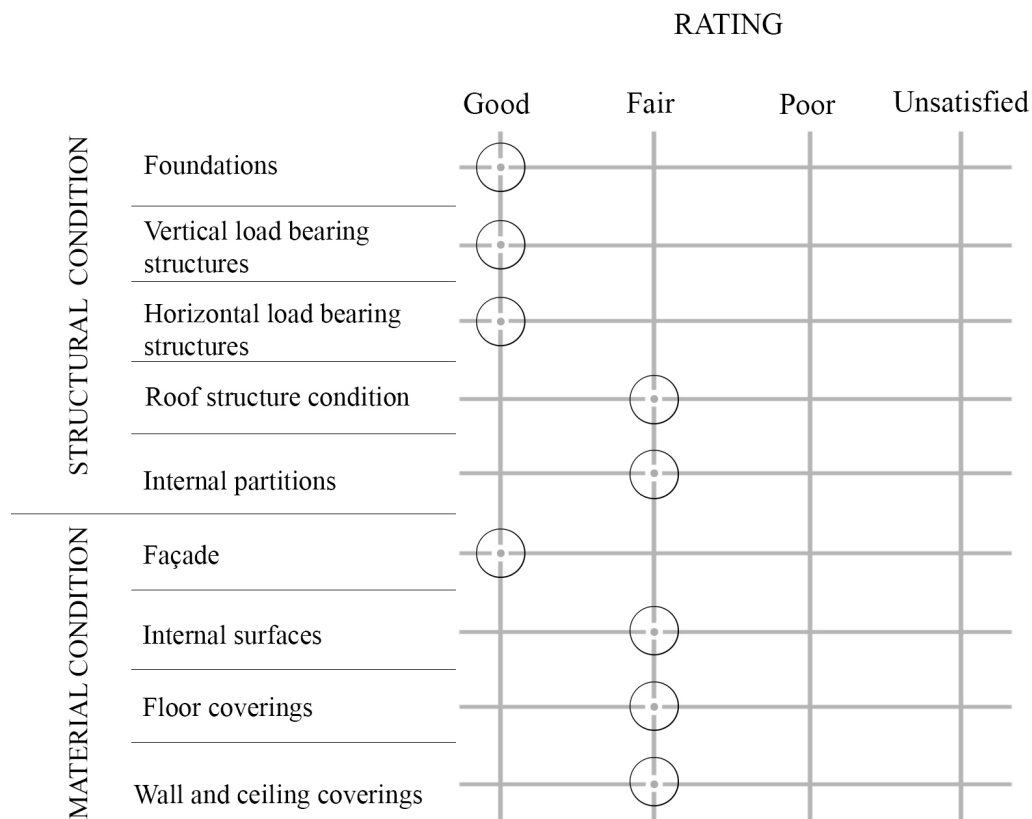 RATING
Good Fair Poor Unsatisfied
STRUCTURAL CONDITION
Foundations
Vertical load bearing
structures
Horizontal load bearing
structures
Roof structure condition
Internal partitions
MATERIAL CONDITION
Façade
Internal surfaces
Floor coverings
Wall and ceiling coverings